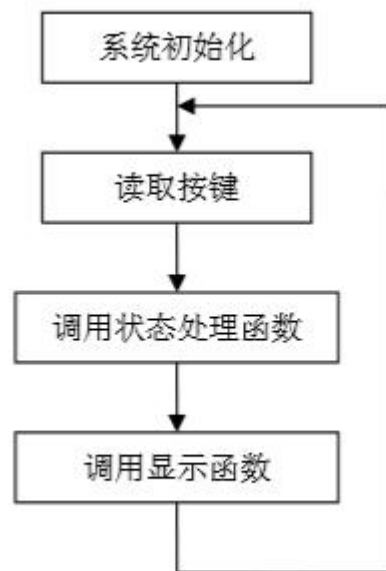 系统初始化
读取按键
调用状态处理函数
调用显示函数